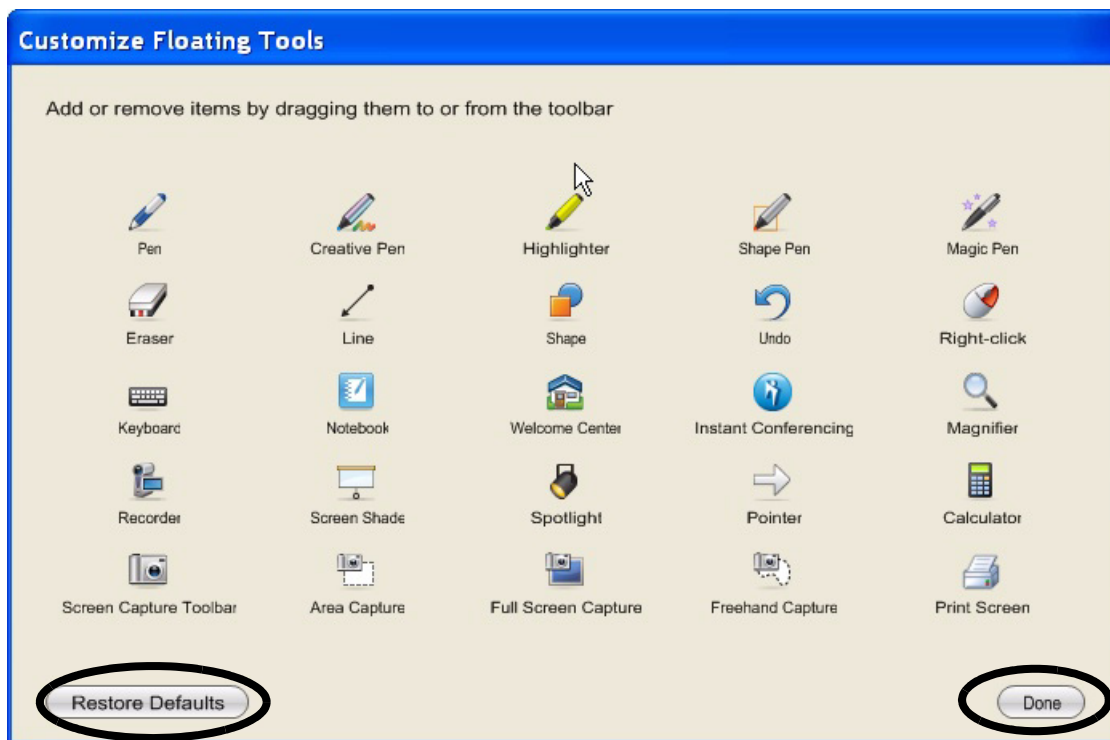 Customize Floating Tools
Add or remove items by dragging them to or from the toolbar
Pen Creative Pen Highlighter Shape Pen Magic Pen
Eraser Line Shape Undo Right-click
Keyboard Notebook Welcome Center Instant Conferencing Magnifier
Recorder Screen Shade Spotlight Pointer Calculator
Screen Capture Toolbar Area Capture Full Screen Capture Freehand Capture Print Screen
Restore Defaults Done